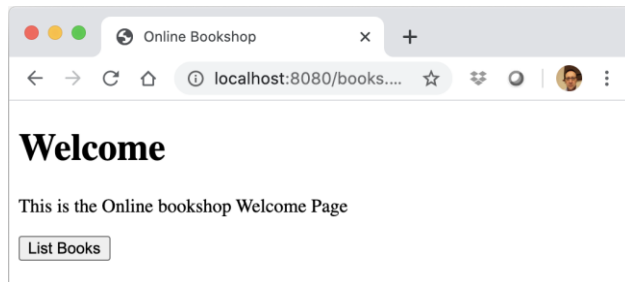 Online Bookshop
localhost:8080/books....
Welcome
This is the Online bookshop Welcome Page
List Books